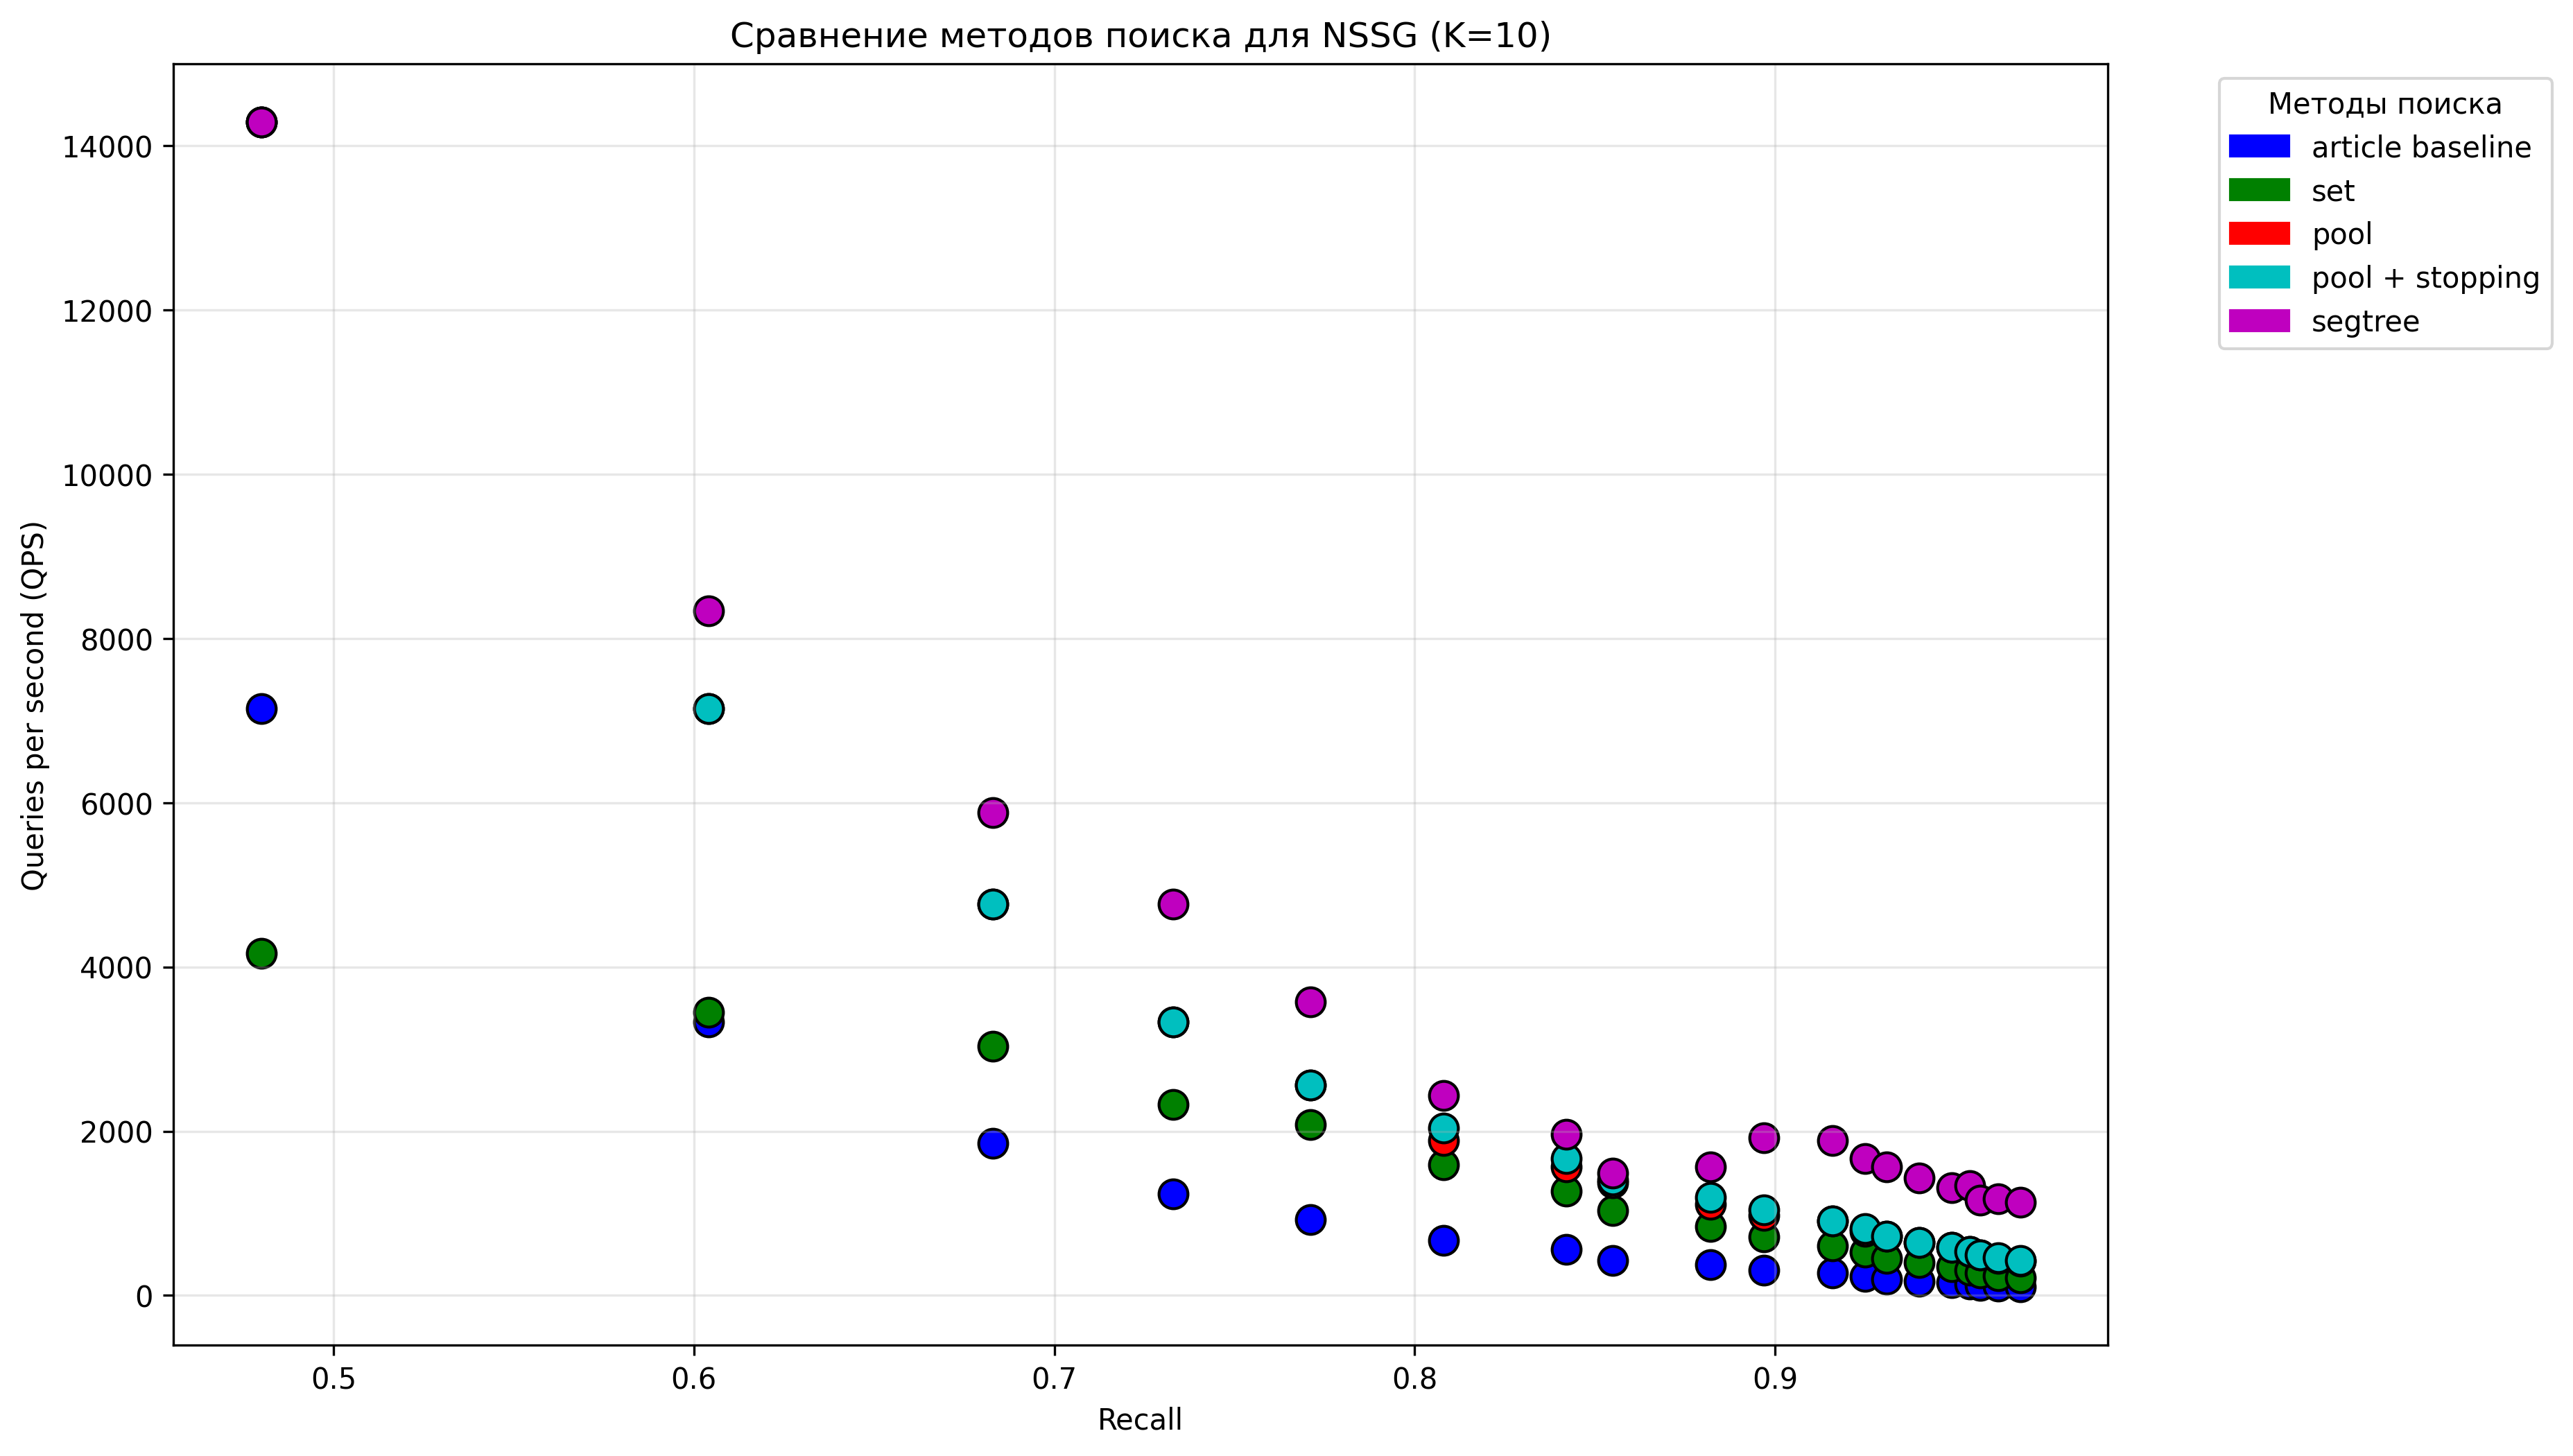 Сравнение методов поиска для NSSG (K=10)
Методы поиска
article baseline
set
pool
pool + stopping
segtree
Queries per second (QPS)
14000
12000
10000
8000
6000
4000
2000
0
0.5
0.6
0.7
0.8
0.9
Recall